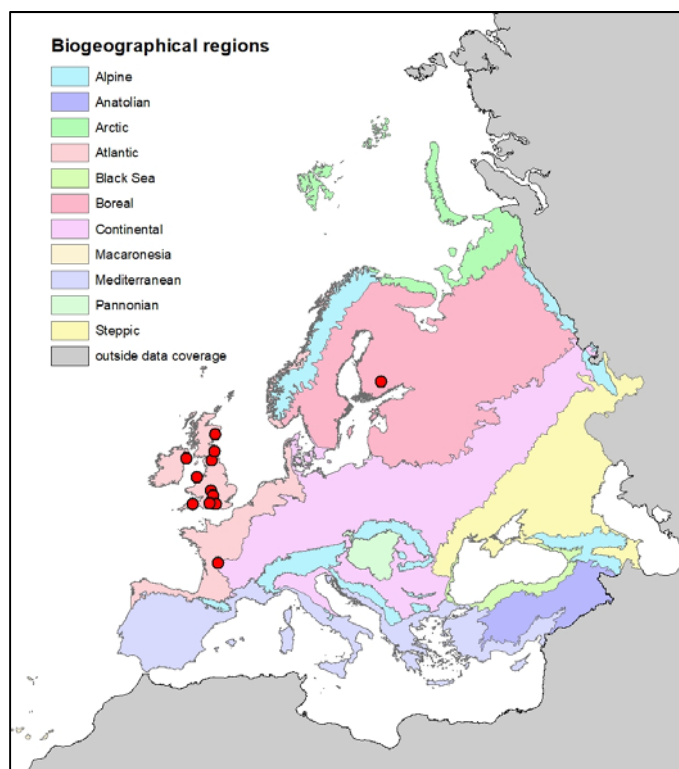 Biogeographical regions
Alpine
Anatolian
Arctic
Atlantic
Black Sea
Boreal
Continental
Macaronesia
Mediterranean
Pannonian
Steppic
outside data coverage